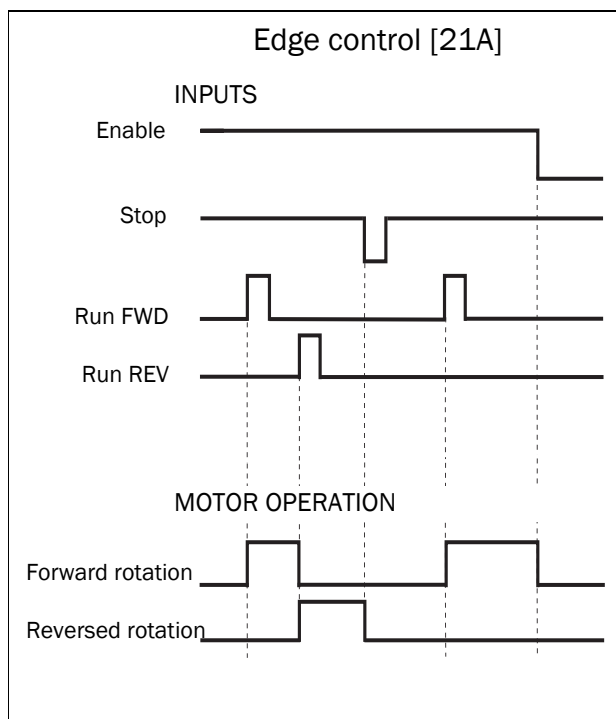 Edge control [21A]
INPUTS
Enable
Stop
Run FWD
Run REV
MOTOR OPERATION
Forward rotation
Reversed rotation